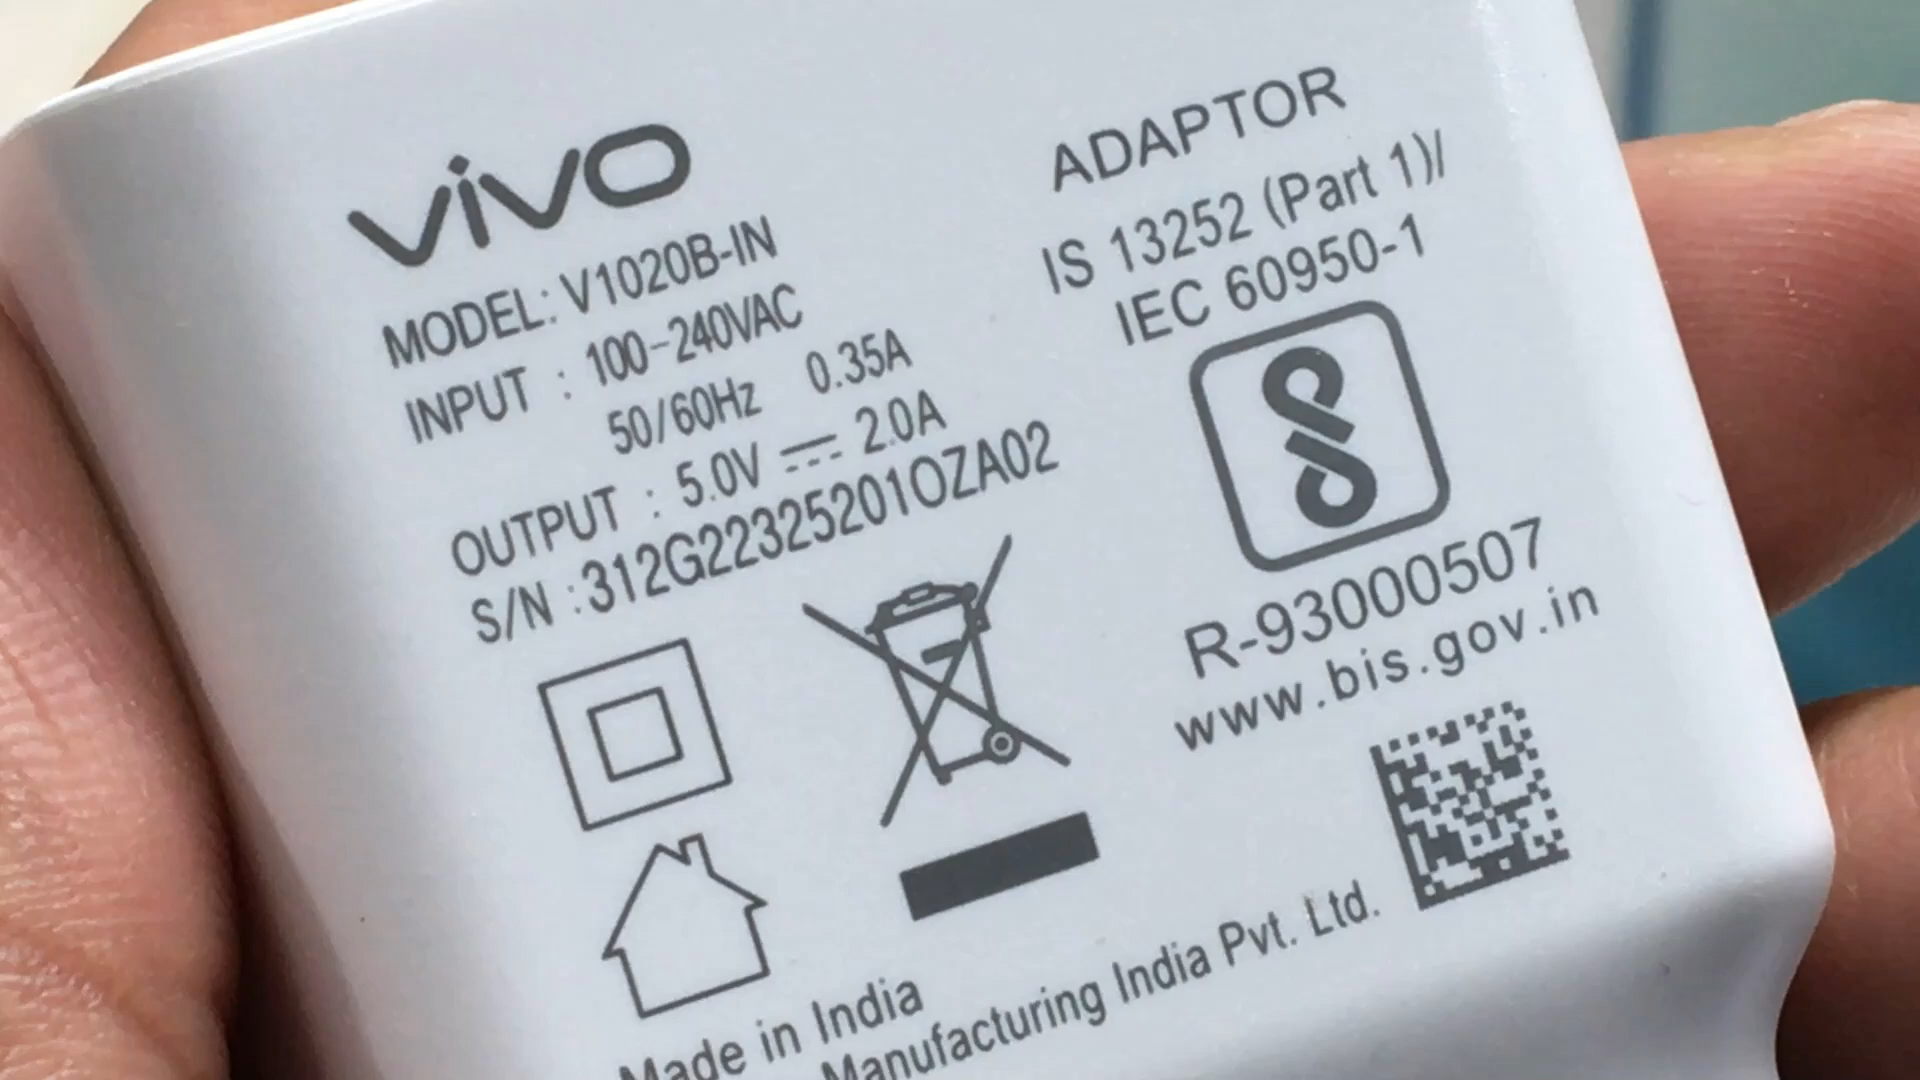 vivo
MODEL: V1020B-IN
INPUT : 100-240VAC
50/60Hz 0.35A
OUTPUT : 5.0V ⎓ 2.0A
S/N :312G22325201OZA02
ADAPTOR
IS 13252 (Part 1)/
IEC 60950-1
R-93000507
www.bis.gov.in
Made in India
Manufacturing India Pvt. Ltd.